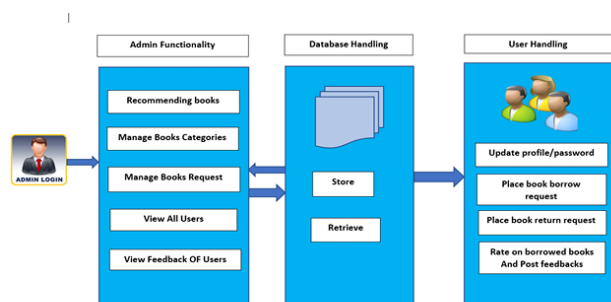 Admin Functionality
Database Handling
User Handling
ADMIN LOGIN
Recommending books
Manage Books Categories
Manage Books Request
View All Users
View Feedback OF Users
Store
Retrieve
Update profile/password
Place book borrow
request
Place book return request
Rate on borrowed books
And Post feedbacks